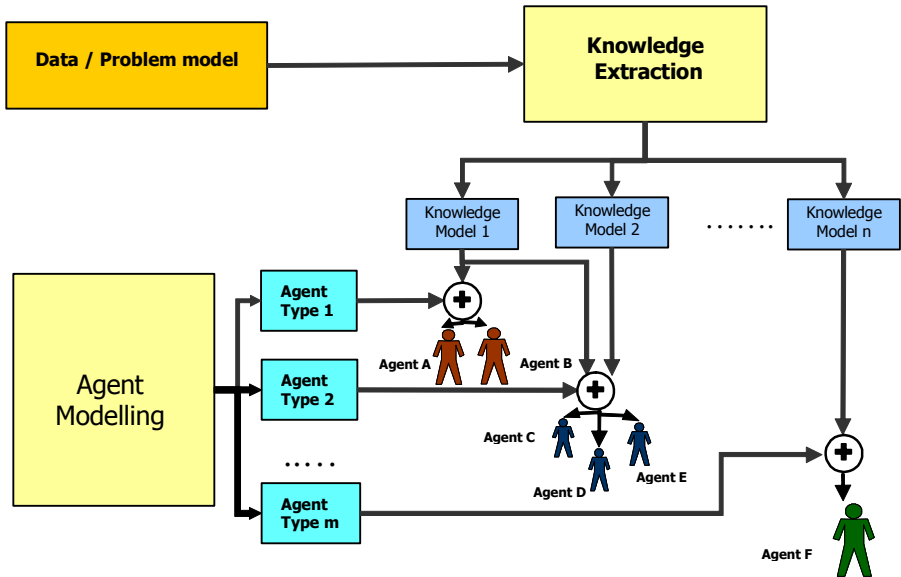 Data / Problem model
Knowledge
Extraction
Knowledge
Model 1
Knowledge
Model 2
.......
Knowledge
Model n
Agent
Modelling
Agent
Type 1
Agent
Type 2
.....
Agent
Type m
Agent A
Agent B
Agent C
Agent D
Agent E
Agent F